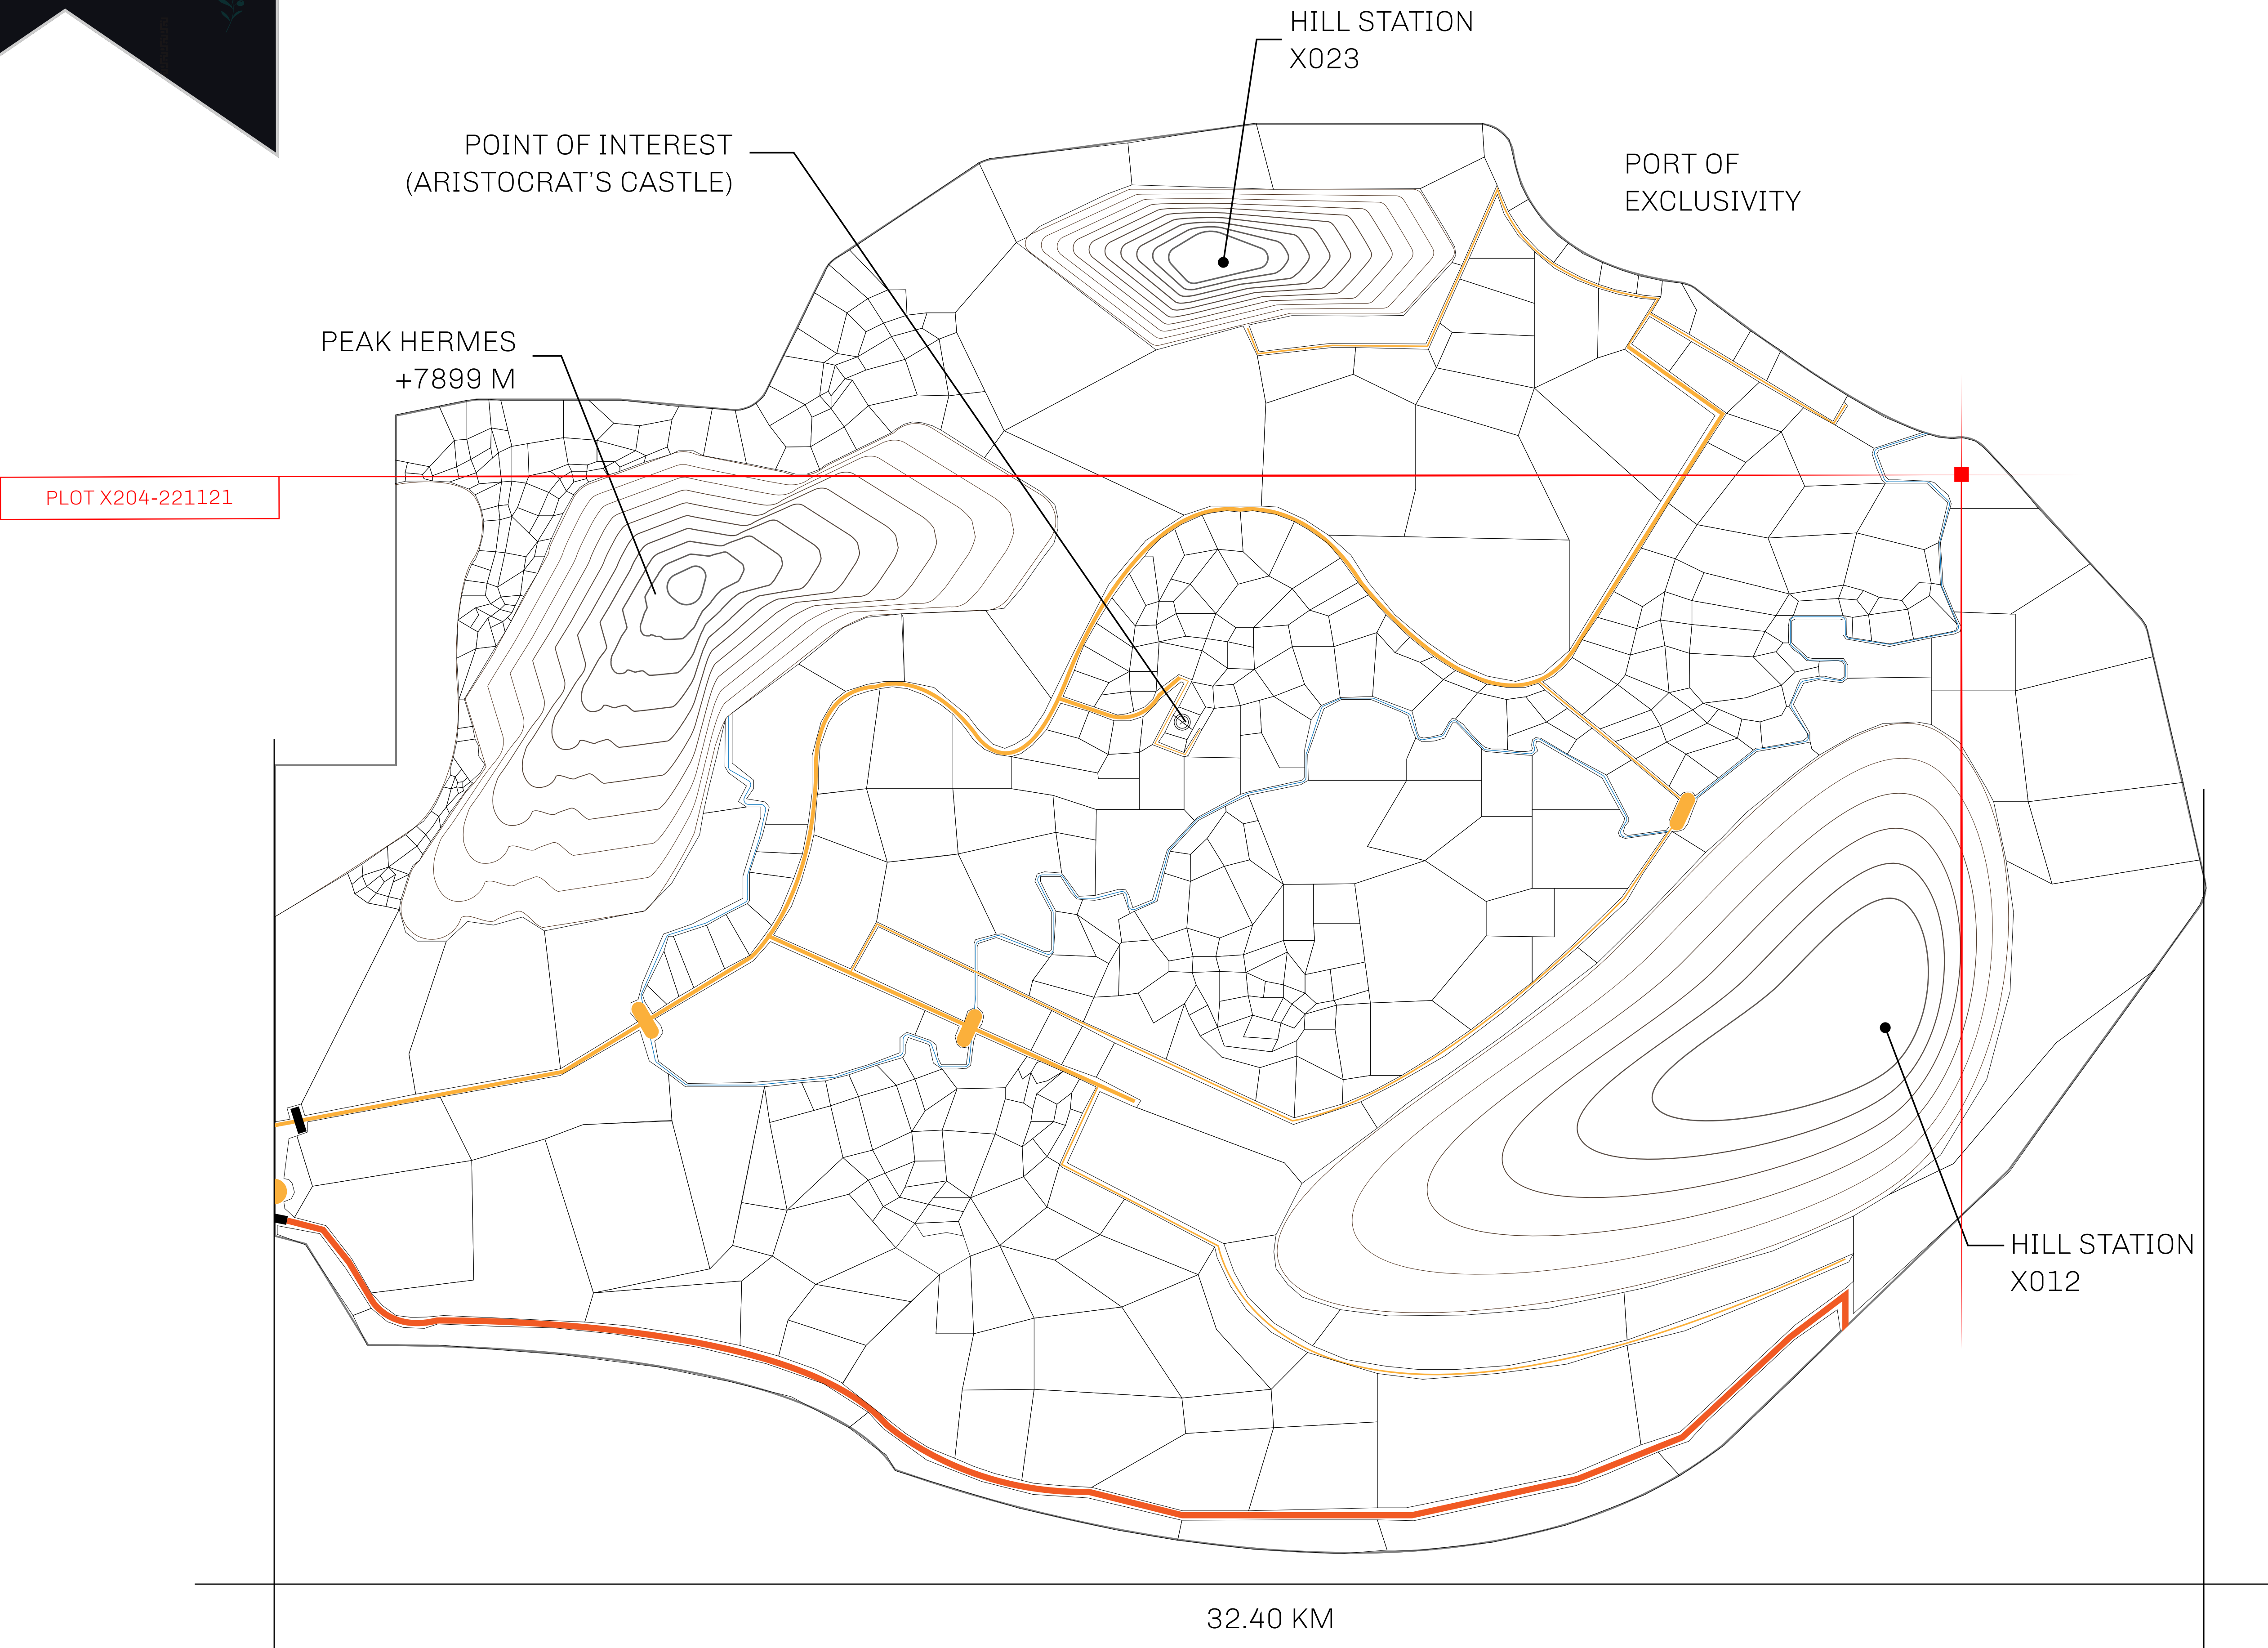 HILL STATION
X023
POINT OF INTEREST
(ARISTOCRAT'S CASTLE)
PORT OF
EXCLUSIVITY
PEAK HERMES
+7899 M
PLOT X204-221121
HILL STATION
X012
32.40 KM